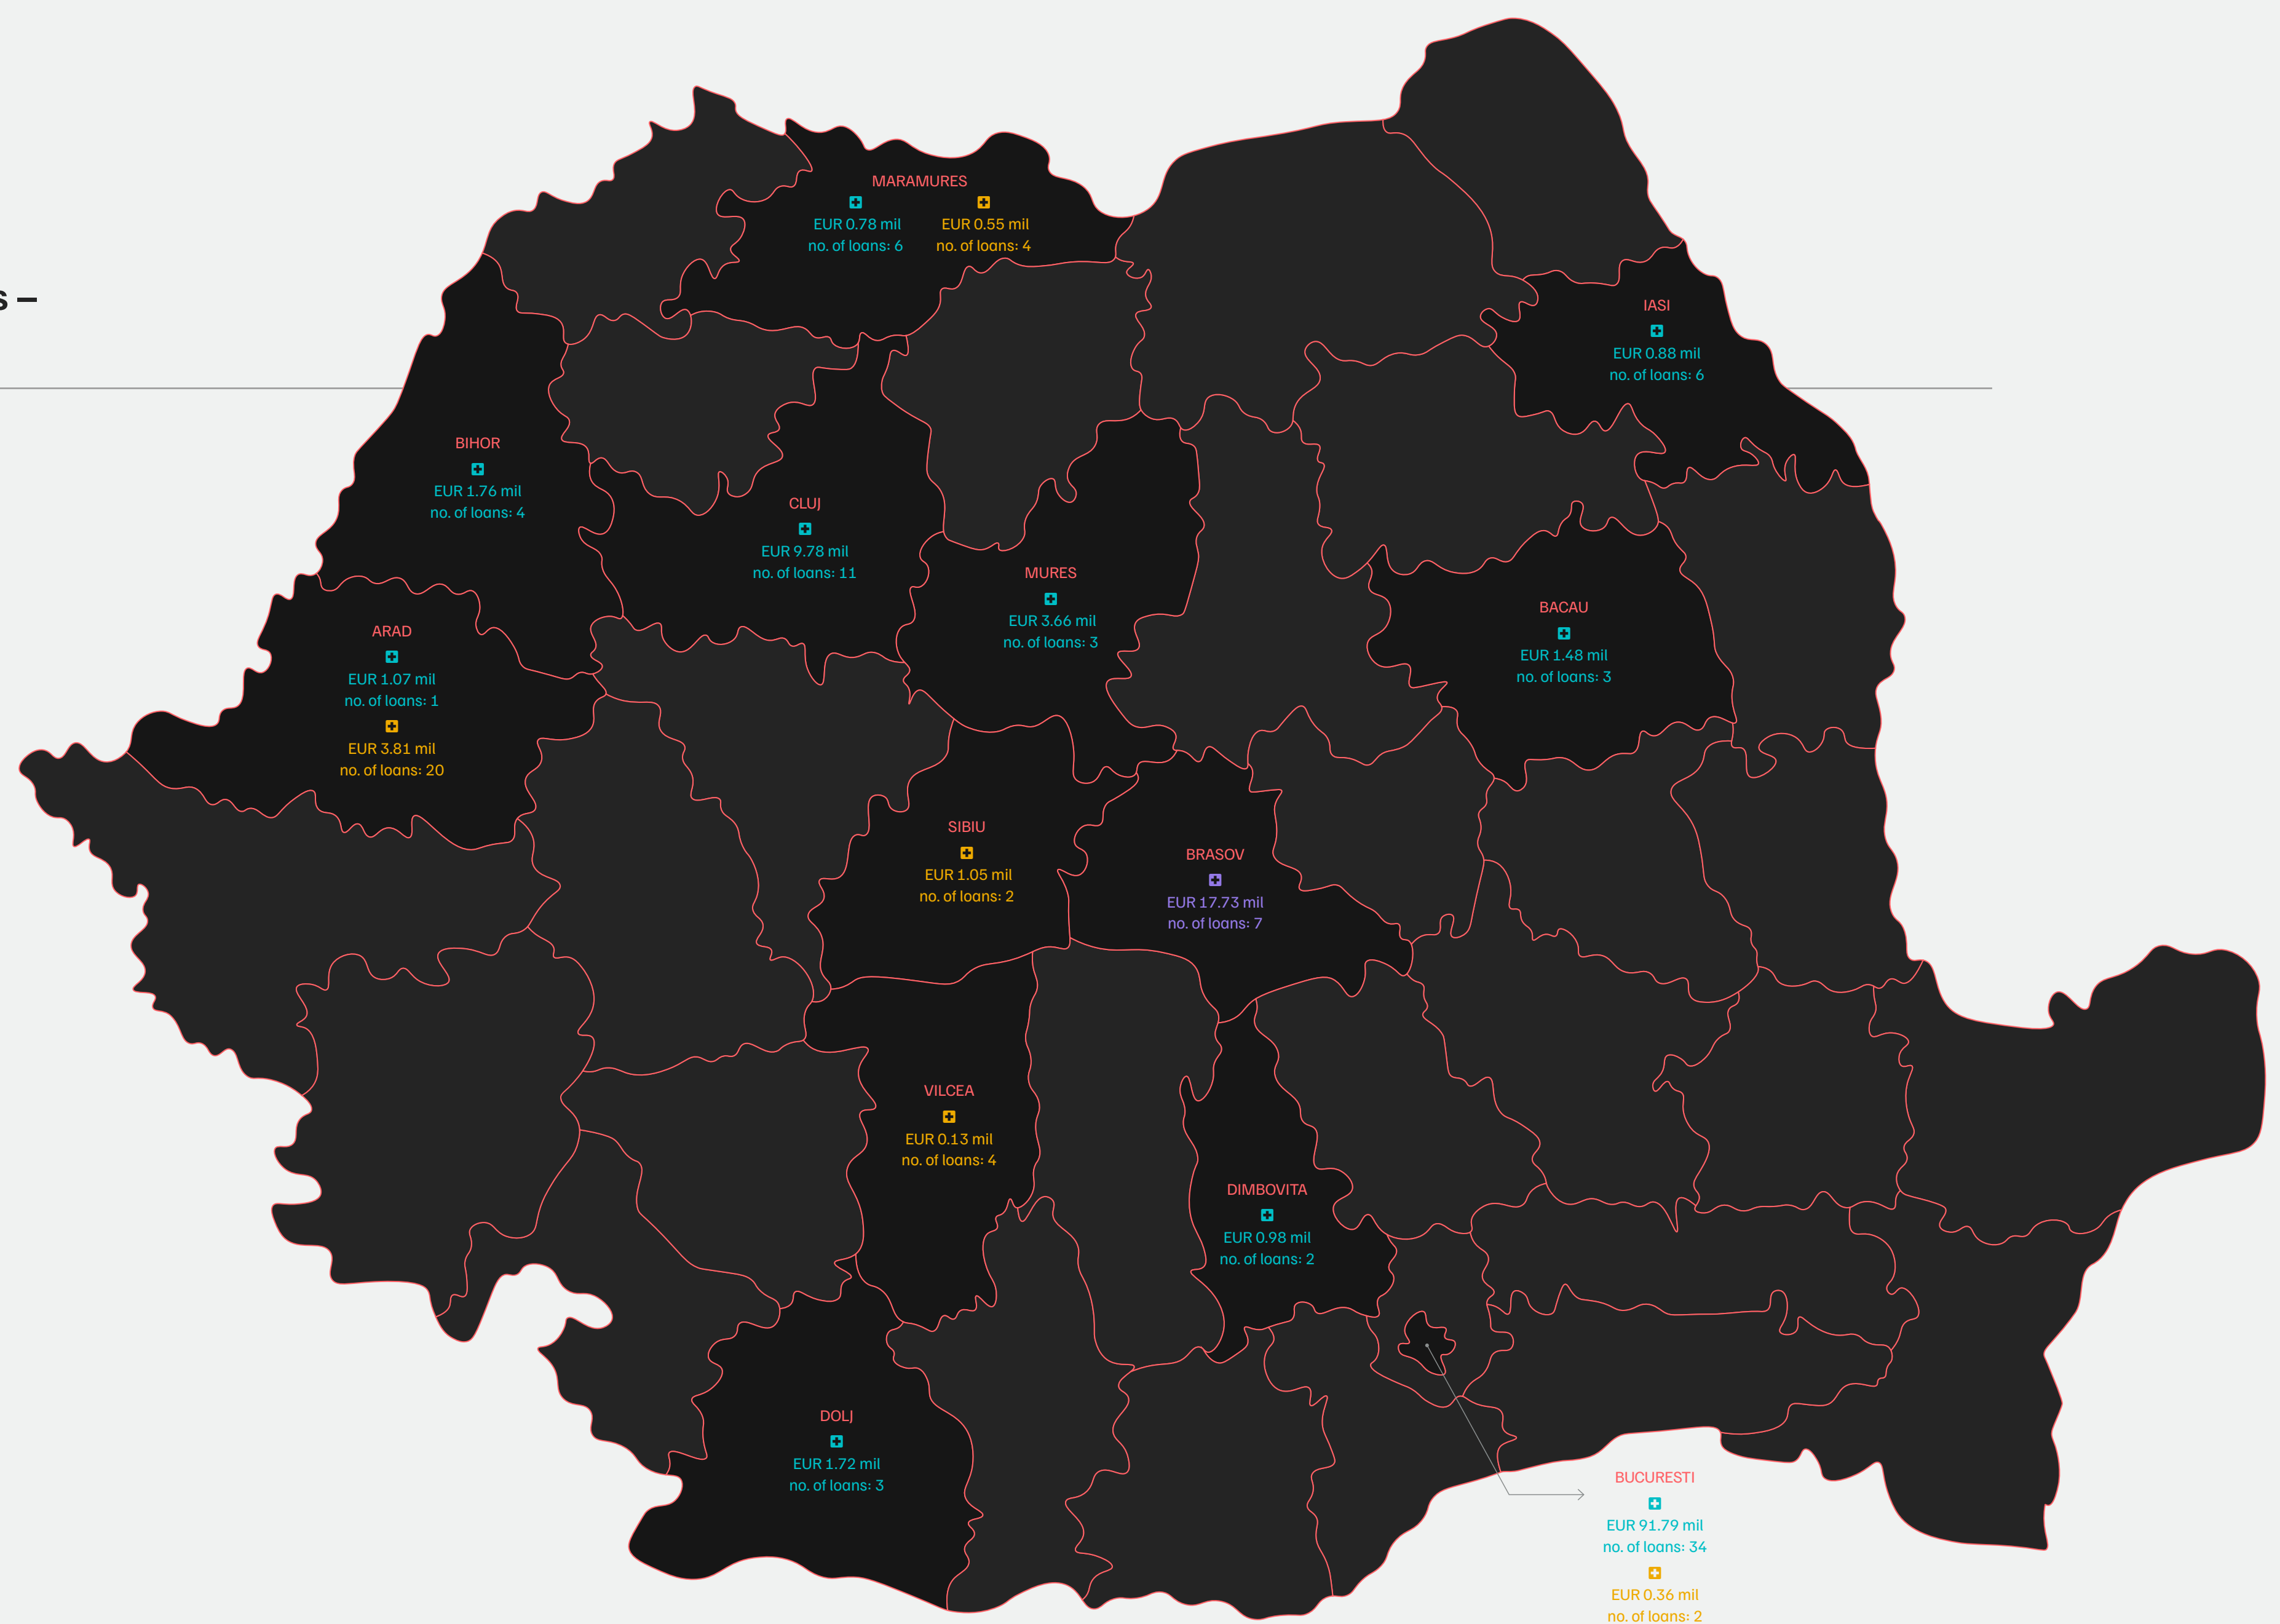 s –
MARAMURES
EUR 0.78 mil
no. of loans: 6
EUR 0.55 mil
no. of loans: 4
IASI
EUR 0.88 mil
no. of loans: 6
BIHOR
EUR 1.76 mil
no. of loans: 4
CLUJ
EUR 9.78 mil
no. of loans: 11
MURES
EUR 3.66 mil
no. of loans: 3
BACAU
EUR 1.48 mil
no. of loans: 3
ARAD
EUR 1.07 mil
no. of loans: 1
EUR 3.81 mil
no. of loans: 20
SIBIU
EUR 1.05 mil
no. of loans: 2
BRASOV
EUR 17.73 mil
no. of loans: 7
VILCEA
EUR 0.13 mil
no. of loans: 4
DIMBOVITA
EUR 0.98 mil
no. of loans: 2
DOLJ
EUR 1.72 mil
no. of loans: 3
BUCURESTI
EUR 91.79 mil
no. of loans: 34
EUR 0.36 mil
no. of loans: 2